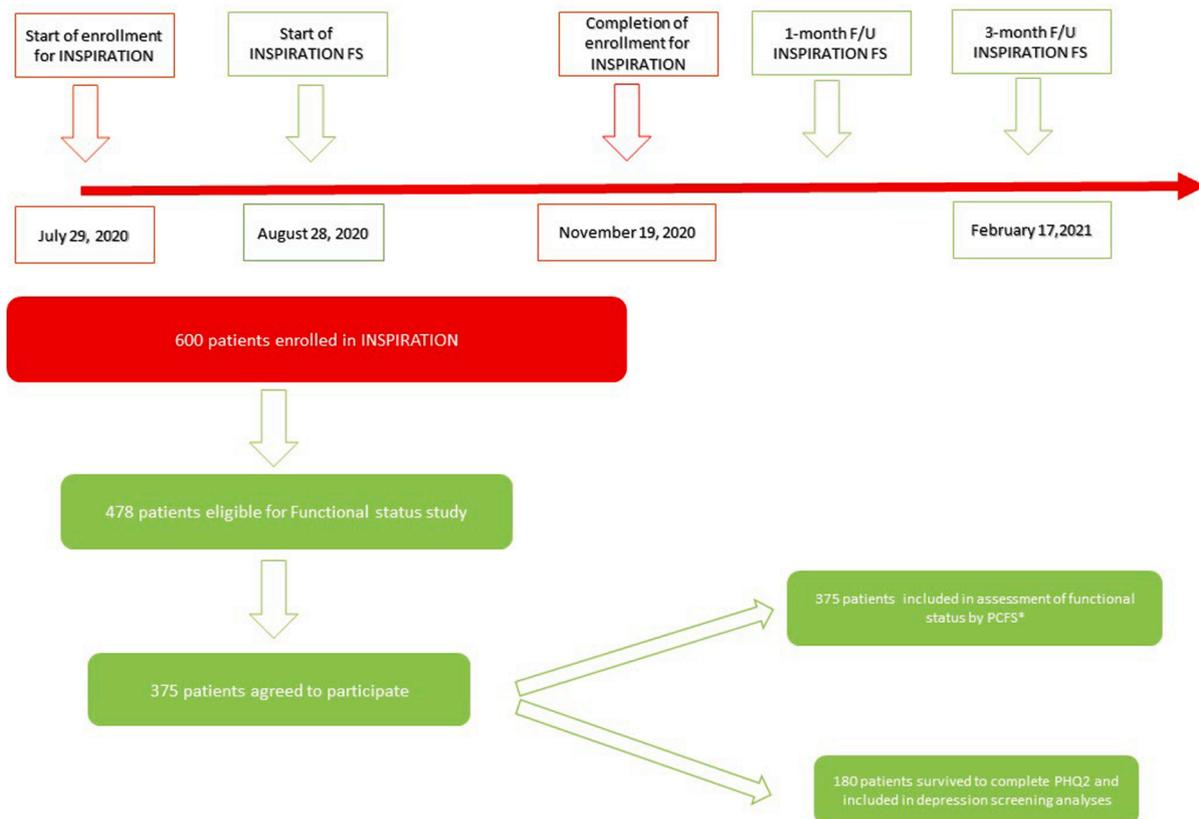 Start of enrollment
for INSPIRATION
Start of
INSPIRATION FS
Completion of
enrollment for
INSPIRATION
1-month F/U
INSPIRATION FS
3-month F/U
INSPIRATION FS
July 29, 2020
August 28, 2020
November 19, 2020
February 17,2021
600 patients enrolled in INSPIRATION
478 patients eligible for Functional status study
375 patients agreed to participate
375 patients included in assessment of functional
status by PCFS*
180 patients survived to complete PHQ2 and
included in depression screening analyses